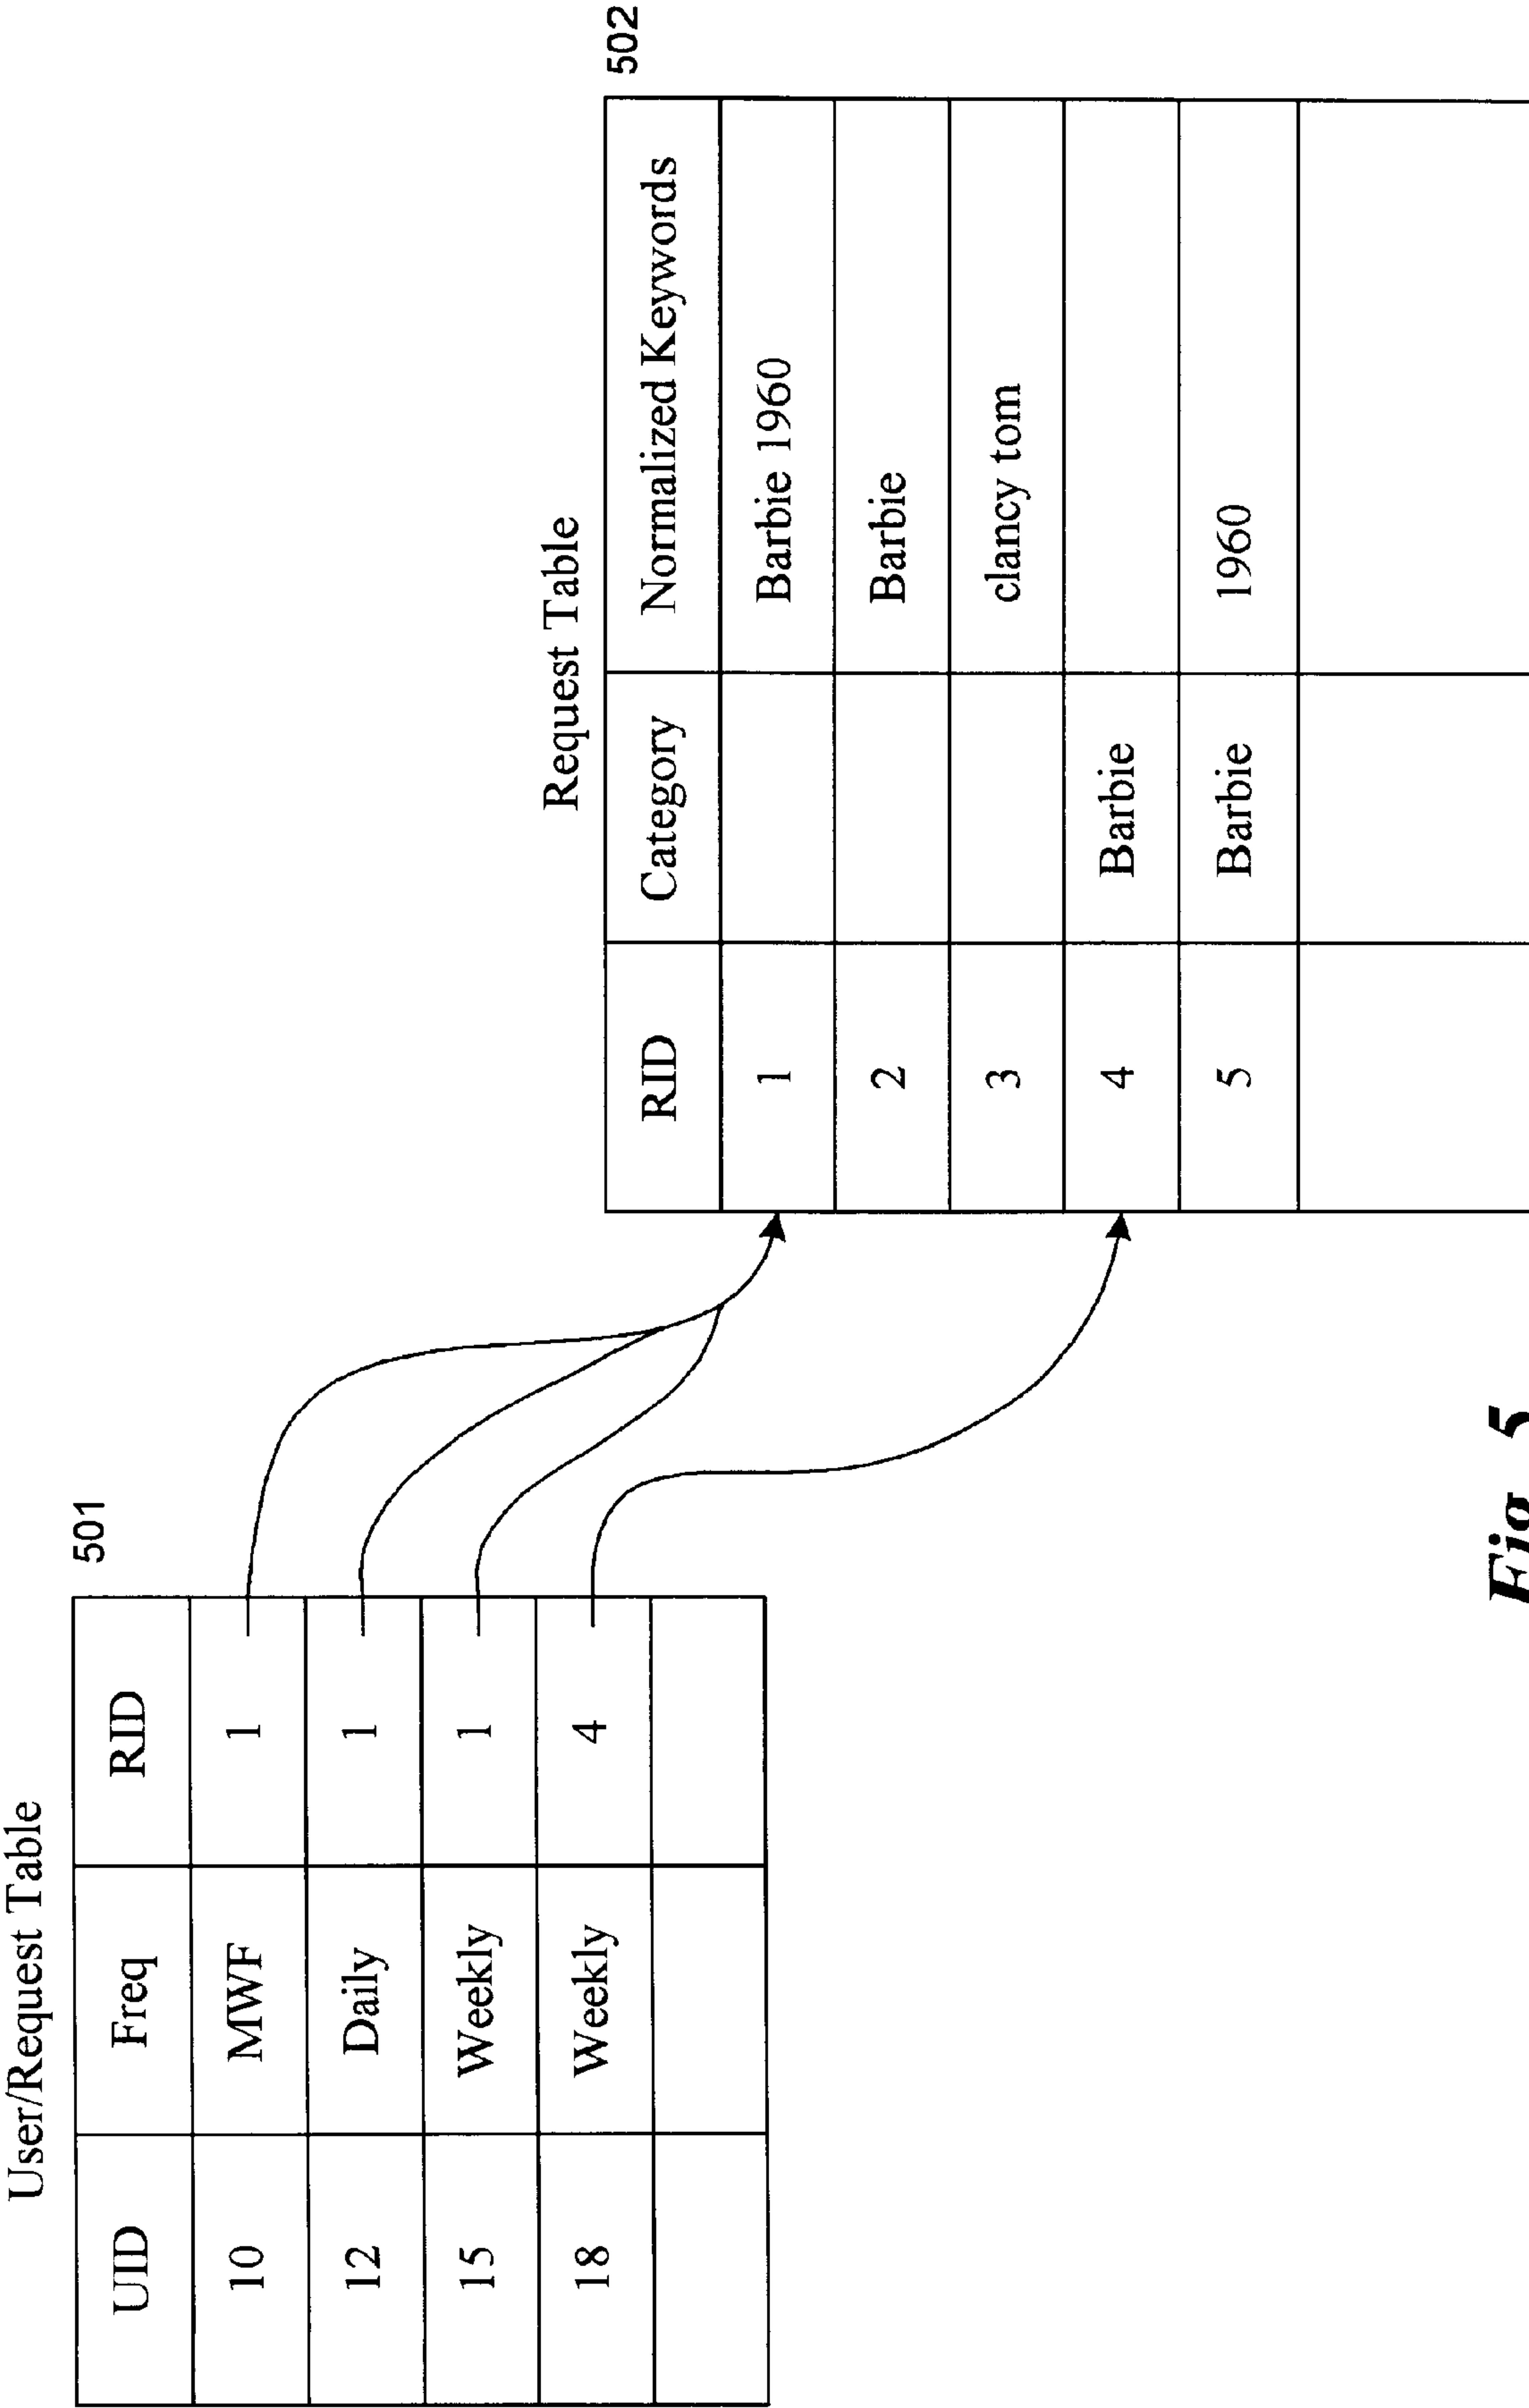 User/Request Table
501
UID Freq RID
10 MWF 1
12 Daily 1
15 Weekly 1
18 Weekly 4
Request Table
502
RID Category Normalized Keywords
1 Barbie 1960
2 Barbie
3 clancy tom
4 Barbie
5 Barbie 1960
Fig. 5